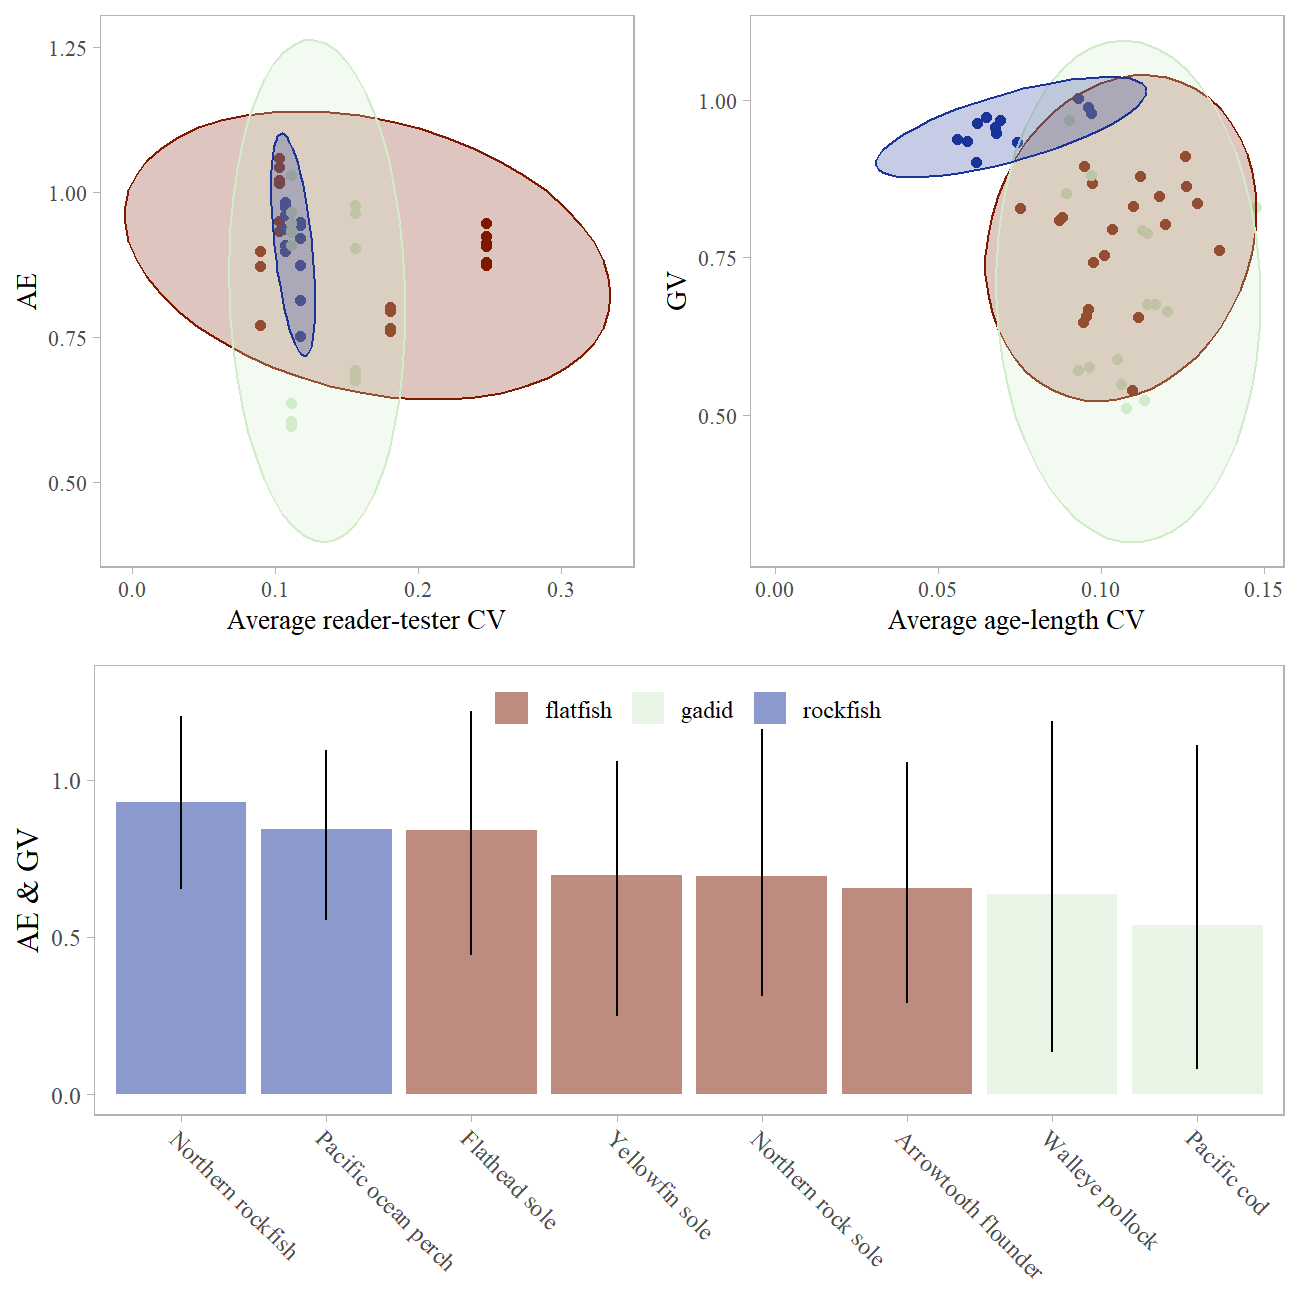 1.25
1.00
0.75
0.50
AE
0.0 0.1 0.2 0.3
Average reader-tester CV
1.00
0.75
0.50
GV
0.00 0.05 0.10 0.15
Average age-length CV
flatfish gadid rockfish
1.0
0.5
0.0
AE & GV
Northern rockfish
Pacific ocean perch
Flathead sole
Yellowfin sole
Northern rock sole
Arrowtooth flounder
Walleye pollock
Pacific cod